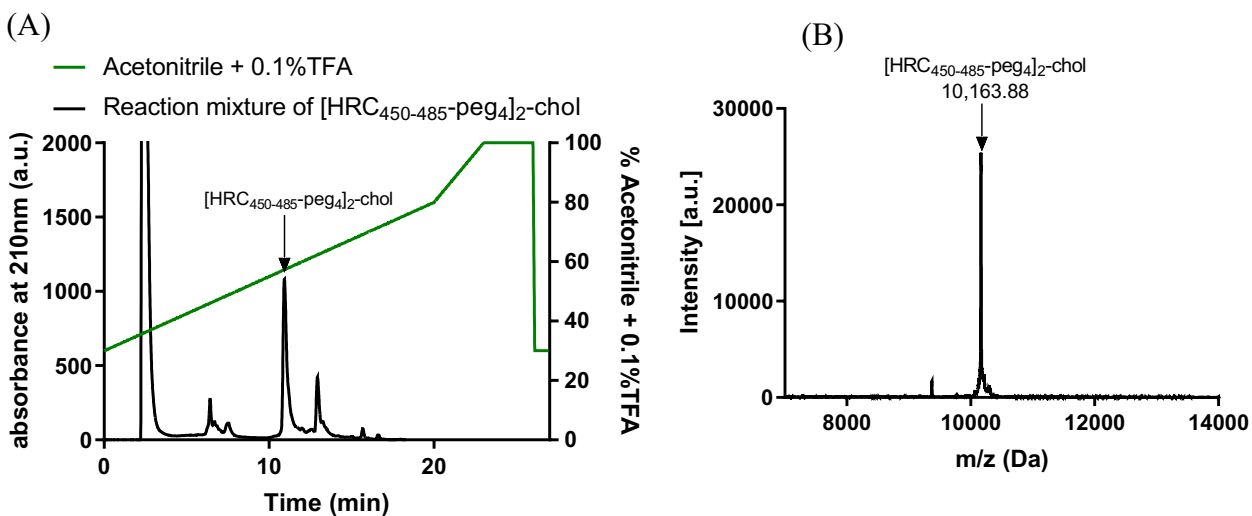 (A)
Acetonitrile + 0.1%TFA
Reaction mixture of [HRC450-485-peg4]2-chol
absorbance at 210nm (a.u.)
2000
1500
1000
500
0
[HRC450-485-peg4]2-chol
100
80
60
40
20
0
% Acetonitrile + 0.1%TFA
0
10
20
Time (min)
(B)
[HRC450-485-peg4]2-chol
10,163.88
Intensity [a.u.]
30000
20000
10000
0
8000
10000
12000
14000
m/z (Da)